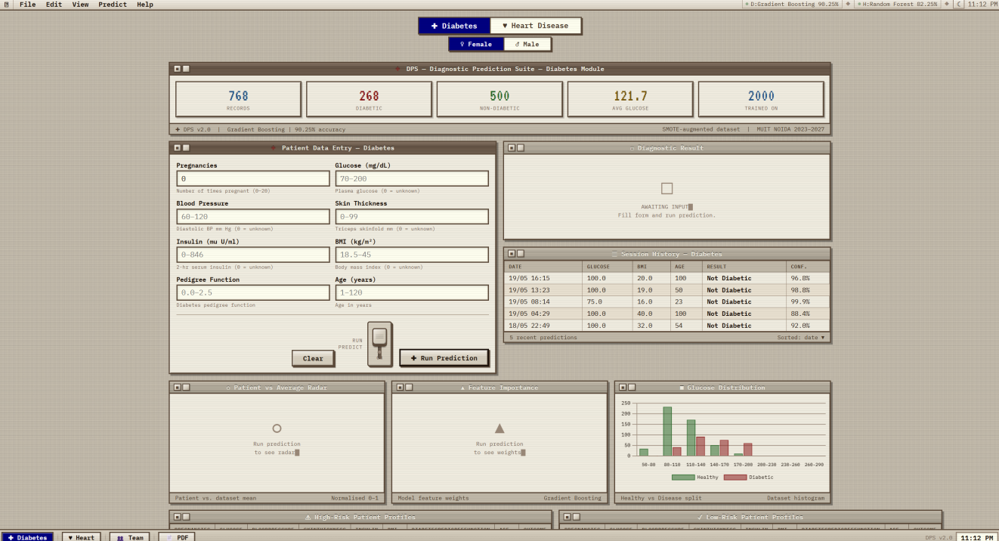 File Edit View Predict Help
D:Gradient Boosting 90.25% H:Random Forest 82.25% 11:12 PM
Diabetes Heart Disease
♀ Female ♂ Male
DPS — Diagnostic Prediction Suite — Diabetes Module
768 268 500 121.7 2000
RECORDS DIABETIC NON-DIABETIC AVG GLUCOSE TRAINED ON
DPS v2.0 | Gradient Boosting | 90.25% accuracy SMOTE-augmented dataset | MUIT NOIDA 2023-2027
Patient Data Entry — Diabetes
Pregnancies Glucose (mg/dL)
0 70–200
Number of times pregnant (0–20) Plasma glucose (0 = unknown)
Blood Pressure Skin Thickness
60–120 0–99
Diastolic BP mm Hg (0 = unknown) Triceps skinfold mm (0 = unknown)
Insulin (mu U/ml) BMI (kg/m²)
0–846 18.5–45
2-hr serum insulin (0 = unknown) Body mass index (0 = unknown)
Pedigree Function Age (years)
0.0–2.5 1–120
Diabetes pedigree function Age in years
RUN
PREDICT
Clear Run Prediction
Diagnostic Result
AWAITING INPUT
Fill form and run prediction.
Session History — Diabetes
DATE GLUCOSE BMI AGE RESULT CONF.
19/05 16:15 100.0 20.0 100 Not Diabetic 96.8%
19/05 13:23 100.0 19.0 50 Not Diabetic 98.8%
19/05 08:14 75.0 16.0 23 Not Diabetic 99.9%
19/05 04:29 100.0 40.0 100 Not Diabetic 88.4%
18/05 22:49 100.0 32.0 54 Not Diabetic 92.0%
5 recent predictions Sorted: date ▼
Patient vs Average Radar
Run prediction
to see radar
Patient vs. dataset mean Normalised 0-1
Feature Importance
Run prediction
to see weights
Model feature weights Gradient Boosting
Glucose Distribution
250
200
150
100
50
0
50-80 80-110 110-140 140-170 170-200 200-230 230-260 260-290
Healthy Diabetic
Healthy vs Disease split Dataset histogram
High-Risk Patient Profiles
Low-Risk Patient Profiles
Diabetes Heart Team PDF DPS v2.0 11:12 PM